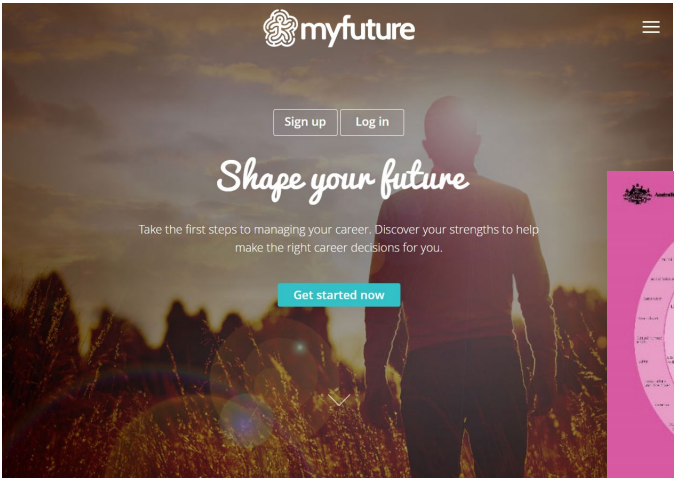 myfuture
Sign up
Log in
Shape your future
Take the first steps to managing your career. Discover your strengths to help
make the right career decisions for you.
Get started now